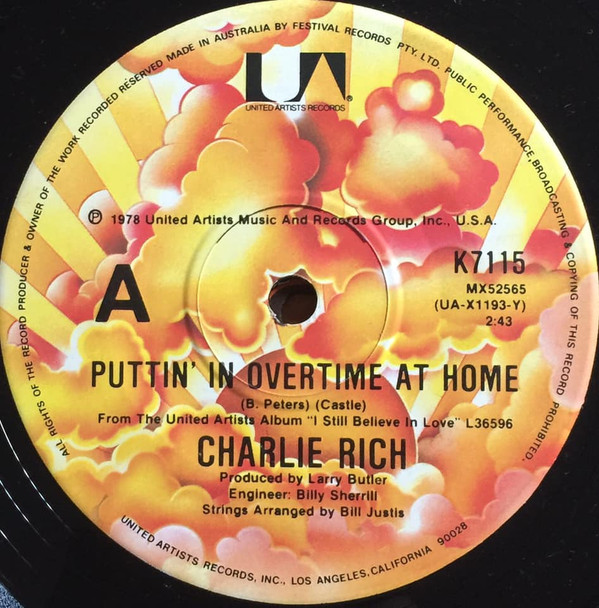 ALL RIGHTS OF THE RECORD PRODUCER & OWNER OF THE WORK RECORDED RESERVED MADE IN AUSTRALIA BY FESTIVAL RECORDS PTY. LTD. PUBLIC PERFORMANCE, BROADCASTING & COPYING OF THIS RECORD PROHIBITED.
UA®
UNITED ARTISTS RECORDS
℗ 1978 United Artists Music And Records Group, Inc., U.S.A.
A
K7115
MX52565
(UA-X1193-Y)
2:43
PUTTIN' IN OVERTIME AT HOME
(B. Peters) (Castle)
From The United Artists Album "I Still Believe In Love" L36596
CHARLIE RICH
Produced by Larry Butler
Engineer: Billy Sherrill
Strings Arranged by Bill Justis
UNITED ARTISTS RECORDS, INC., LOS ANGELES, CALIFORNIA 90028